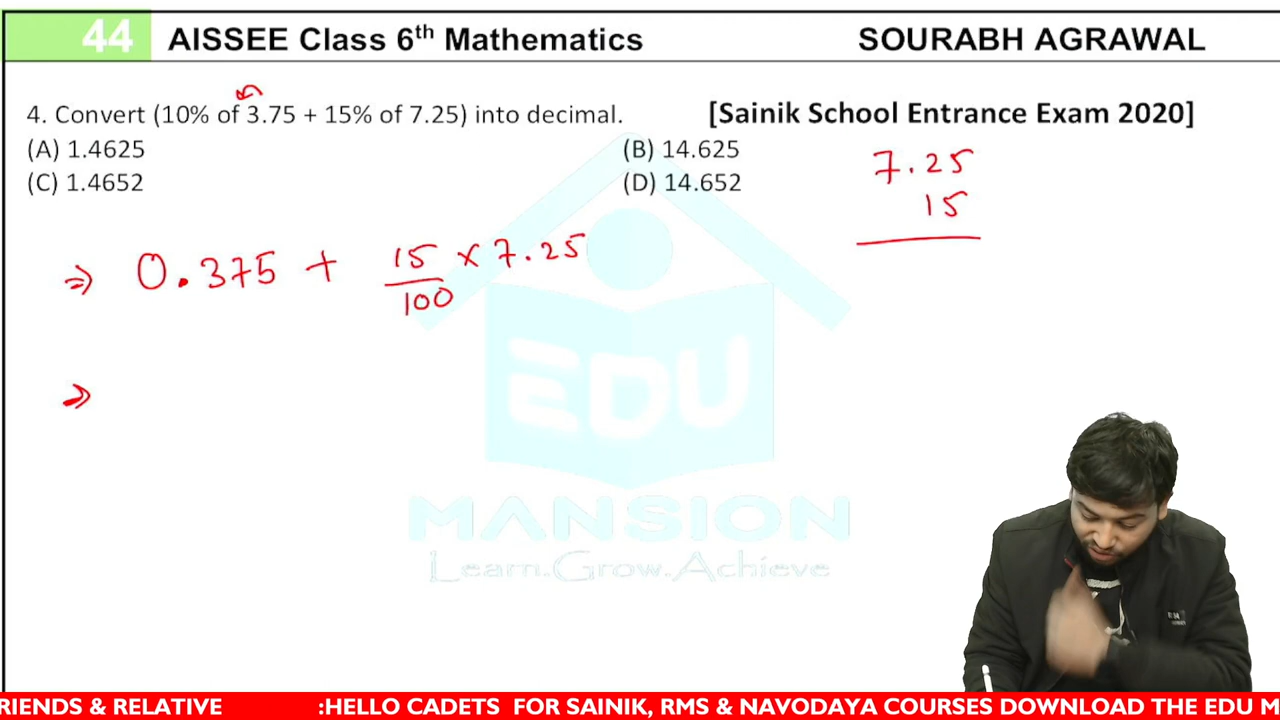 44 AISSEE Class 6th Mathematics SOURABH AGRAWAL
4. Convert (10% of 3.75 + 15% of 7.25) into decimal. [Sainik School Entrance Exam 2020]
(A) 1.4625 (B) 14.625
(C) 1.4652 (D) 14.652
7.25
15
⇒ 0.375 + 15/100 × 7.25
⇒
EDU
MANSION
Learn.Grow.Achieve
RIENDS & RELATIVE :HELLO CADETS FOR SAINIK, RMS & NAVODAYA COURSES DOWNLOAD THE EDU M